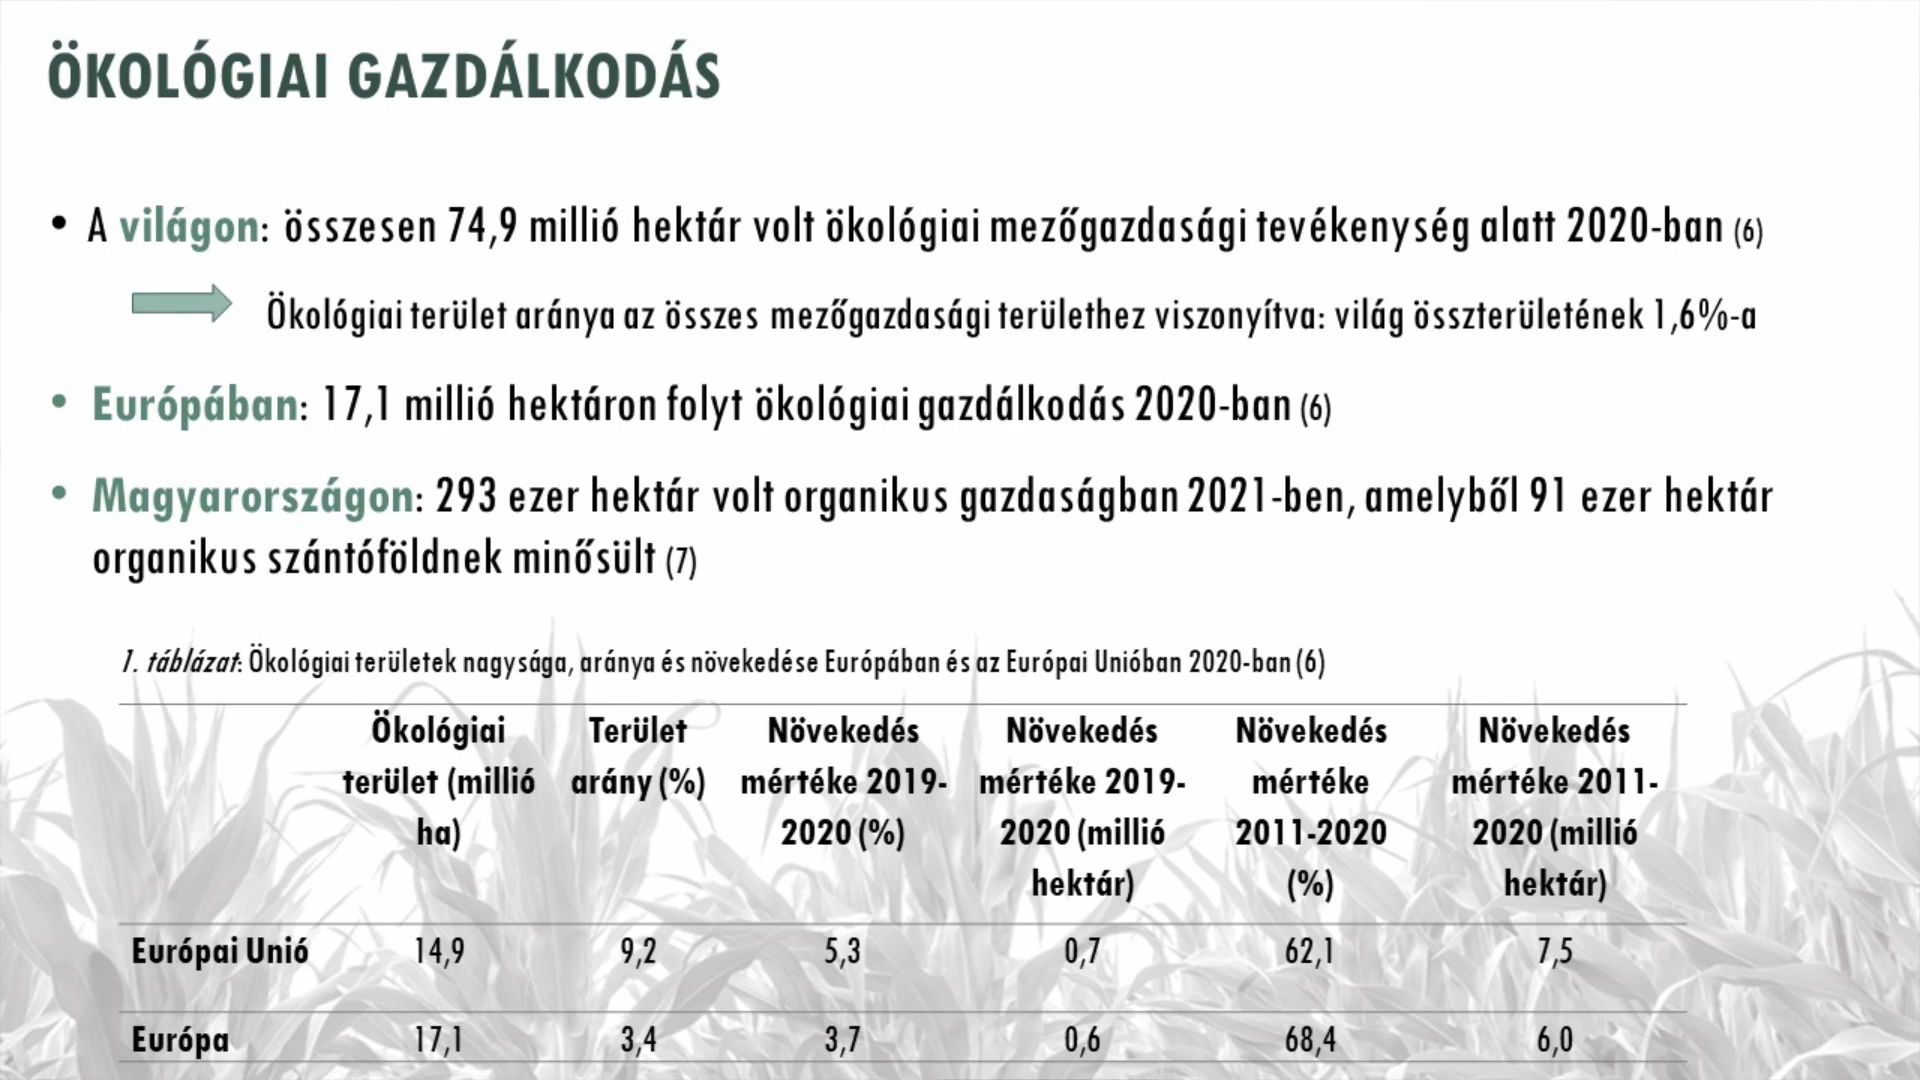 ÖKOLÓGIAI GAZDÁLKODÁS
• A világon: összesen 74,9 millió hektár volt ökológiai mezőgazdasági tevékenység alatt 2020-ban (6)
Ökológiai terület aránya az összes mezőgazdasági területhez viszonyítva: világ összterületének 1,6%-a
• Európában: 17,1 millió hektáron folyt ökológiai gazdálkodás 2020-ban (6)
• Magyarországon: 293 ezer hektár volt organikus gazdaságban 2021-ben, amelyből 91 ezer hektár
organikus szántóföldnek minősült (7)
1. táblázat: Ökológiai területek nagysága, aránya és növekedése Európában és az Európai Unióban 2020-ban (6)
Ökológiai Terület Növekedés Növekedés Növekedés Növekedés
terület (millió arány (%) mértéke 2019- mértéke 2019- mértéke mértéke 2011-
ha) 2020 (%) 2020 (millió 2011-2020 2020 (millió
hektár) (%) hektár)
Európai Unió 14,9 9,2 5,3 0,7 62,1 7,5
Európa 17,1 3,4 3,7 0,6 68,4 6,0